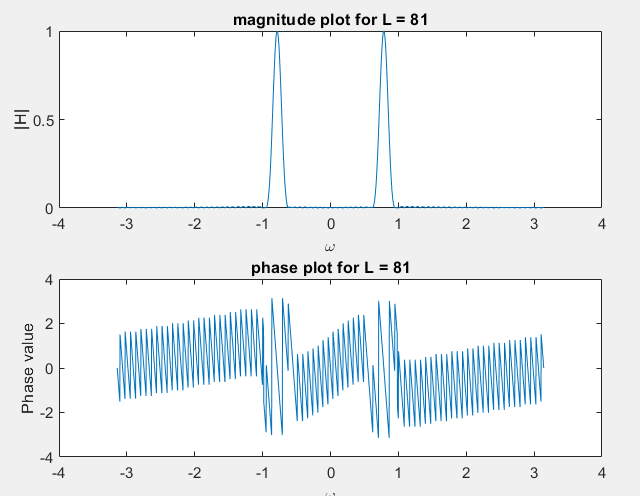 magnitude plot for L = 81
|H|
1
0.5
0
-4 -3 -2 -1 0 1 2 3 4
ω
phase plot for L = 81
Phase value
4
2
0
-2
-4
-4 -3 -2 -1 0 1 2 3 4